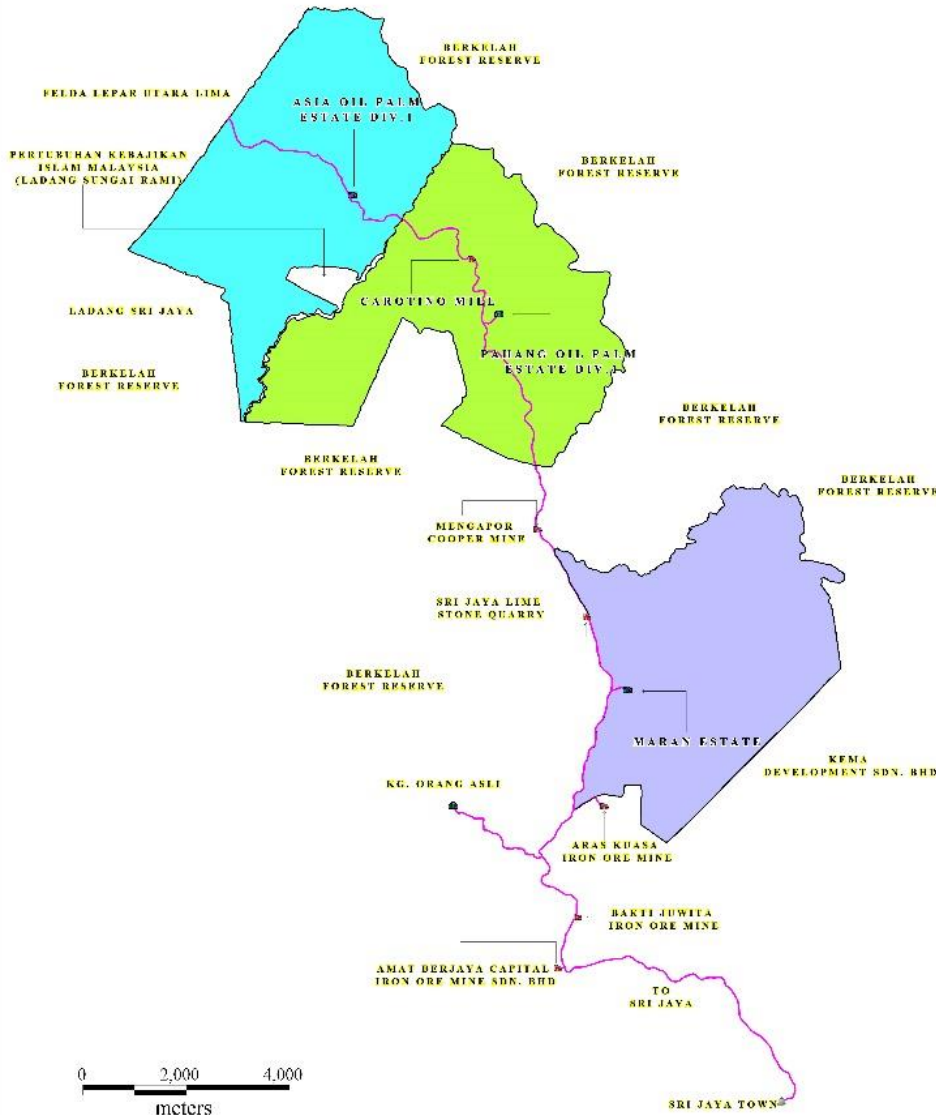 BERKELAH
FOREST RESERVE
FELDA LEPAR UTARA LIMA
ASIA OIL PALM
ESTATE DIV.1
PERTUBUHAN KEBAJIKAN
ISLAM MALAYSIA
(LADANG SUNGAI RAMI)
BERKELAH
FOREST RESERVE
LADANG SRI JAYA
CAROTINO MILL
BERKELAH
FOREST RESERVE
PAHANG OIL PALM
ESTATE DIV.1
BERKELAH
FOREST RESERVE
BERKELAH
FOREST RESERVE
BERKELAH
FOREST RESERVE
MENGAPOR
COOPER MINE
SRI JAYA LIME
STONE QUARRY
BERKELAH
FOREST RESERVE
MARAN ESTATE
KEMA
DEVELOPMENT SDN. BHD
KG. ORANG ASLI
ARAS KUASA
IRON ORE MINE
BAKTI JUWITA
IRON ORE MINE
AMAT BERJAYA CAPITAL
IRON ORE MINE SDN. BHD
TO
SRI JAYA
0 2,000 4,000
meters
SRI JAYA TOWN